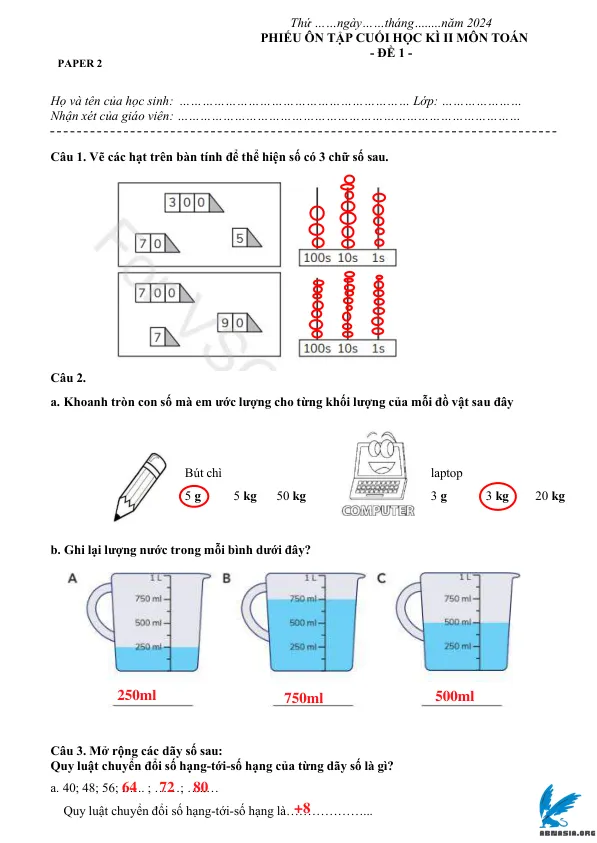 Thứ ……ngày……tháng……..năm 2024
PHIẾU ÔN TẬP CUỐI HỌC KÌ II MÔN TOÁN
- ĐỀ 1 -
PAPER 2
Họ và tên của học sinh: …………………………………………………… Lớp: …………………
Nhận xét của giáo viên: ………………………………………………………………………………
Câu 1. Vẽ các hạt trên bàn tính để thể hiện số có 3 chữ số sau.
300
70 5
100s 10s 1s
700
90
7
100s 10s 1s
For VSC
Câu 2.
a. Khoanh tròn con số mà em ước lượng cho từng khối lượng của mỗi đồ vật sau đây
Bút chì laptop
5 g 5 kg 50 kg 3 g 3 kg 20 kg
COMPUTER
b. Ghi lại lượng nước trong mỗi bình dưới đây?
A B C
1 L 1 L 1 L
750 ml 750 ml 750 ml
500 ml 500 ml 500 ml
250 ml 250 ml 250 ml
250ml 750ml 500ml
Câu 3. Mở rộng các dãy số sau:
Quy luật chuyển đổi số hạng-tới-số hạng của từng dãy số là gì?
a. 40; 48; 56; 64 ; 72 ; 80
Quy luật chuyển đổi số hạng-tới-số hạng là +8
ABNASIA.ORG